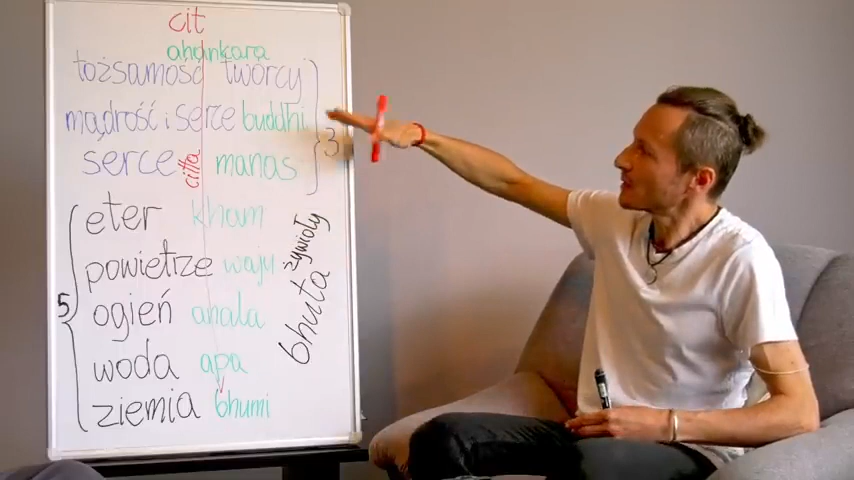 cit
ahankara
tożsamość twórcy
mądrość i serce buddhi
serce citta manas
3
eter kham
powietrze waju
ogień anala
woda apa
ziemia bhumi
5
żywioły
bhuta